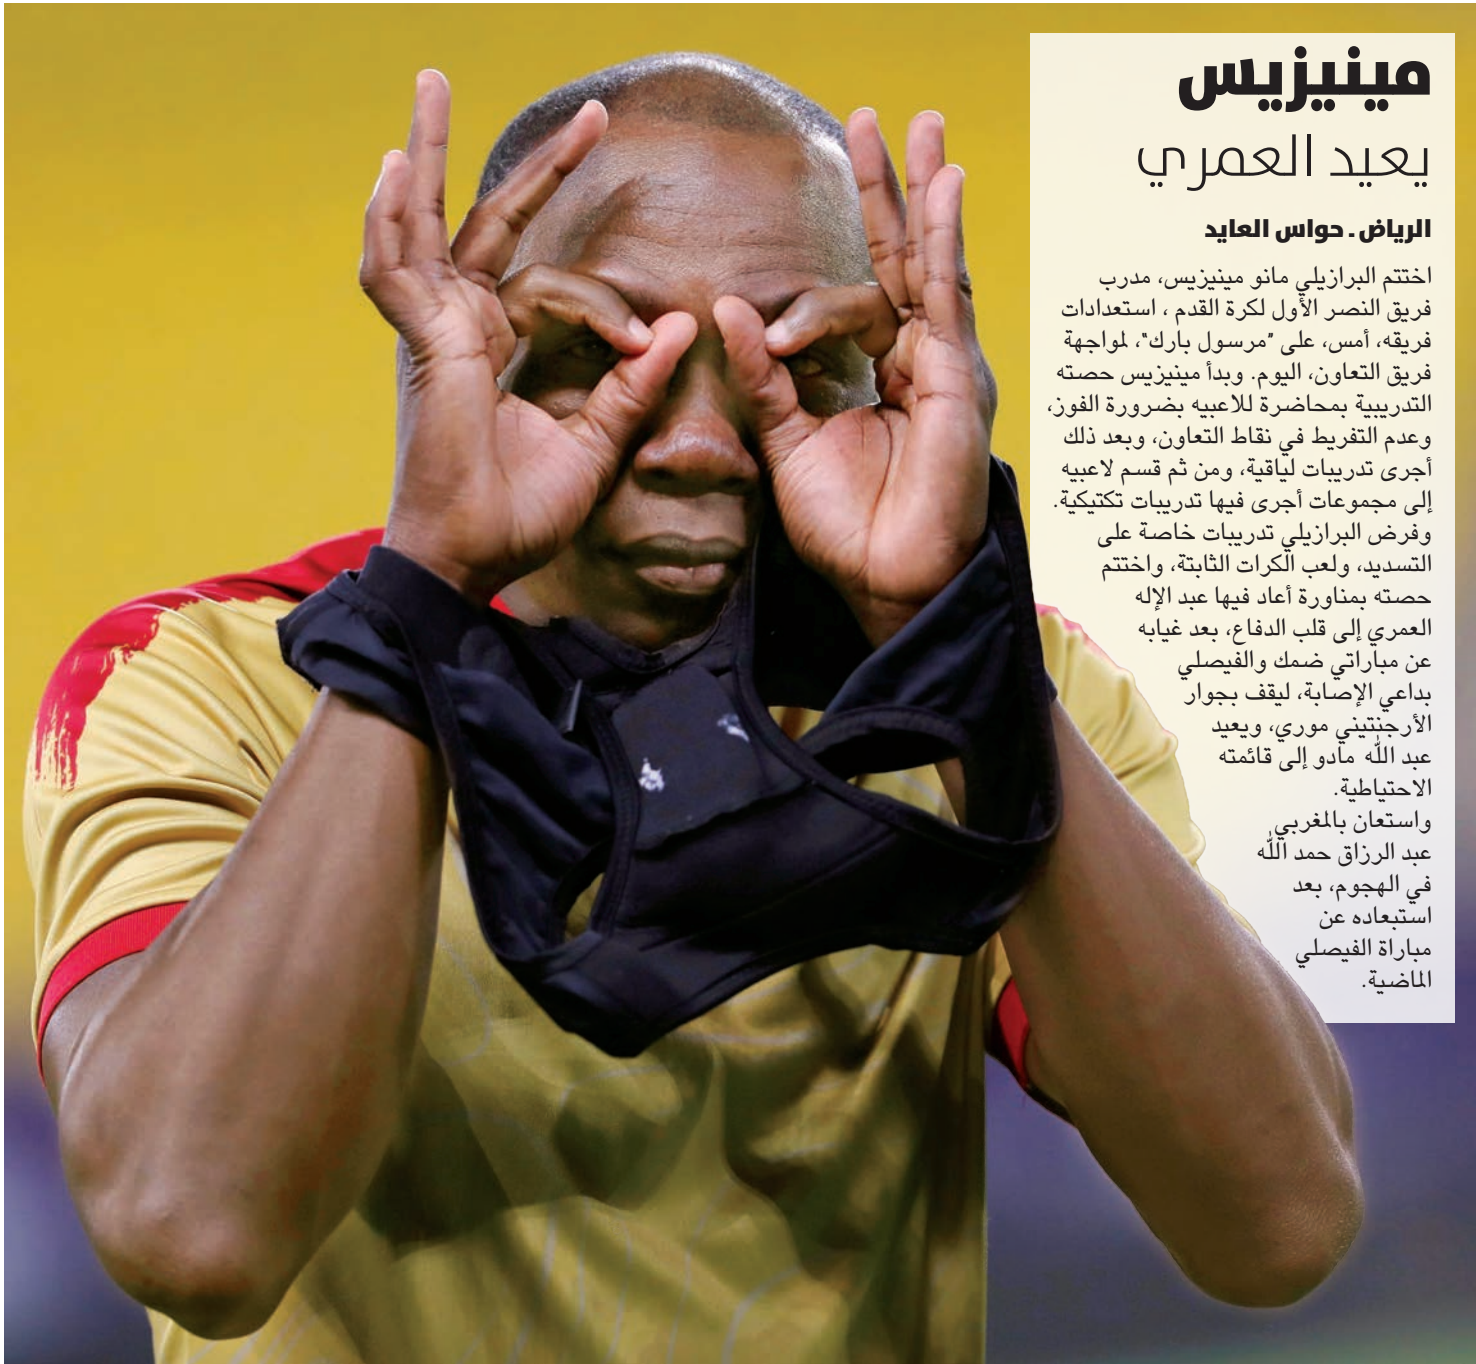 مينيزيس
يعيد العمري
الرياض ـ حواس العايد
اختتم البرازيلي مانو مينيزيس، مدرب
فريق النصر الأول لكرة القدم ، استعدادات
فريقه، أمس، على "مرسول بارك"، لمواجهة
فريق التعاون، اليوم. وبدأ مينيزيس حصته
التدريبية بمحاضرة للاعبيه بضرورة الفوز،
وعدم التفريط في نقاط التعاون، وبعد ذلك
أجرى تدريبات لياقية، ومن ثم قسم لاعبيه
إلى مجموعات أجرى فيها تدريبات تكتيكية.
وفرض البرازيلي تدريبات خاصة على
التسديد، ولعب الكرات الثابتة، واختتم
حصته بمناورة أعاد فيها عبد الإله
العمري إلى قلب الدفاع، بعد غيابه
عن مباراتي ضمك والفيصلي
بداعي الإصابة، ليقف بجوار
الأرجنتيني موري، ويعيد
عبد الله مادو إلى قائمته
الاحتياطية.
واستعان بالمغربي
عبد الرزاق حمد الله
في الهجوم، بعد
استبعاده عن
مباراة الفيصلي
الماضية.